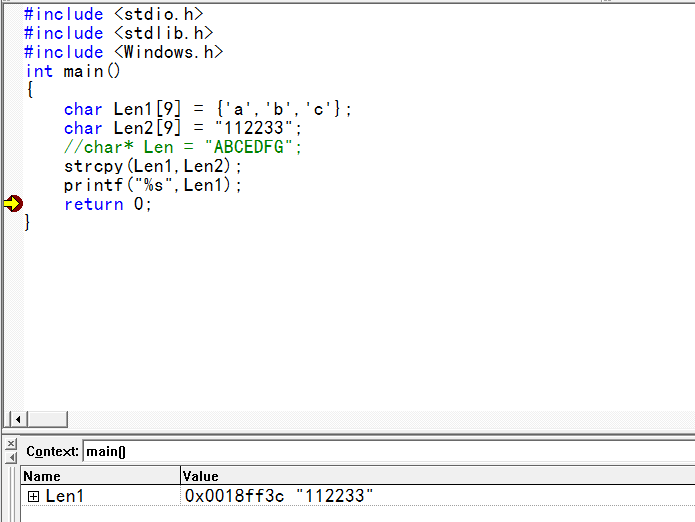 #include <stdio.h>
#include <stdlib.h>
#include <Windows.h>
int main()
{
    char Len1[9] = {'a','b','c'};
    char Len2[9] = "112233";
    //char* Len = "ABCEDFG";
    strcpy(Len1,Len2);
    printf("%s",Len1);
    return 0;
}
Context: main()
Name Value
Len1 0x0018ff3c "112233"